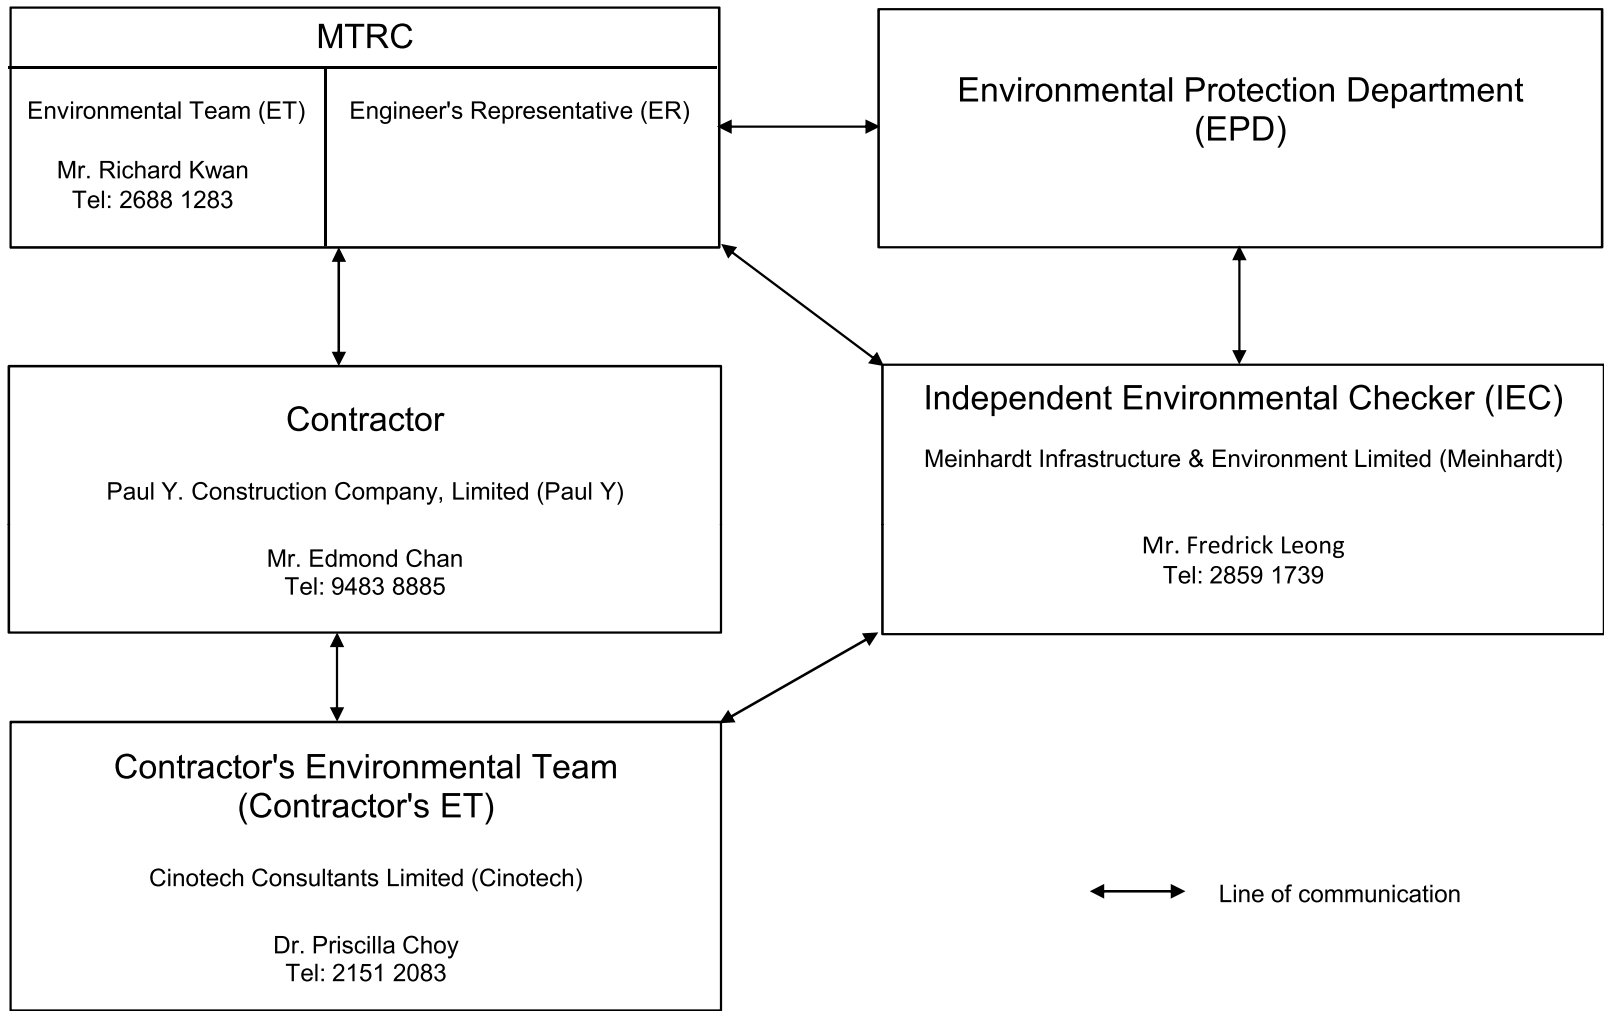 MTRC
Environmental Team (ET)
Mr. Richard Kwan
Tel: 2688 1283
Engineer's Representative (ER)
Environmental Protection Department
(EPD)
Contractor
Paul Y. Construction Company, Limited (Paul Y)
Mr. Edmond Chan
Tel: 9483 8885
Independent Environmental Checker (IEC)
Meinhardt Infrastructure & Environment Limited (Meinhardt)
Mr. Fredrick Leong
Tel: 2859 1739
Contractor's Environmental Team
(Contractor's ET)
Cinotech Consultants Limited (Cinotech)
Dr. Priscilla Choy
Tel: 2151 2083
Line of communication